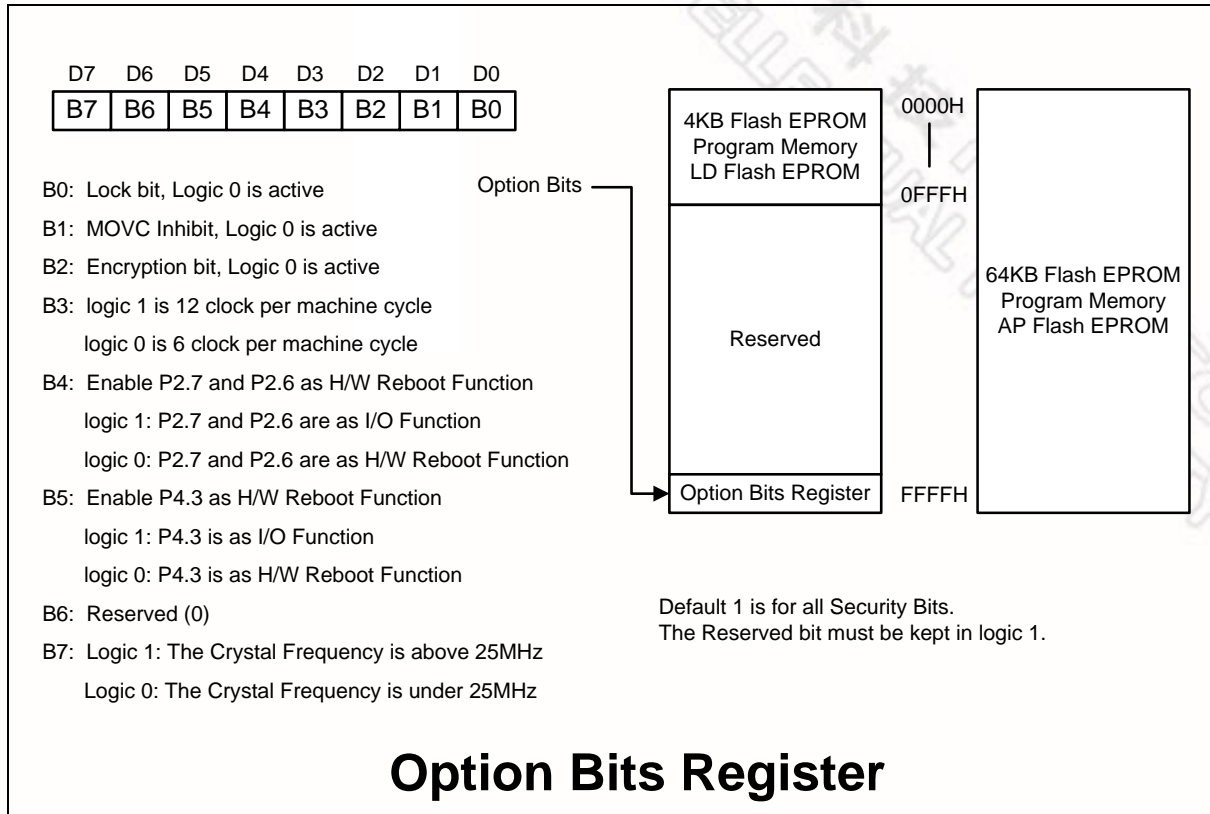 D7 D6 D5 D4 D3 D2 D1 D0
B7 B6 B5 B4 B3 B2 B1 B0
B0: Lock bit, Logic 0 is active
B1: MOVC Inhibit, Logic 0 is active
B2: Encryption bit, Logic 0 is active
B3: logic 1 is 12 clock per machine cycle
logic 0 is 6 clock per machine cycle
B4: Enable P2.7 and P2.6 as H/W Reboot Function
logic 1: P2.7 and P2.6 are as I/O Function
logic 0: P2.7 and P2.6 are as H/W Reboot Function
B5: Enable P4.3 as H/W Reboot Function
logic 1: P4.3 is as I/O Function
logic 0: P4.3 is as H/W Reboot Function
B6: Reserved (0)
B7: Logic 1: The Crystal Frequency is above 25MHz
Logic 0: The Crystal Frequency is under 25MHz
Option Bits
4KB Flash EPROM
Program Memory
LD Flash EPROM
Reserved
Option Bits Register
0000H
0FFFH
FFFFH
64KB Flash EPROM
Program Memory
AP Flash EPROM
Default 1 is for all Security Bits.
The Reserved bit must be kept in logic 1.
Option Bits Register
科技